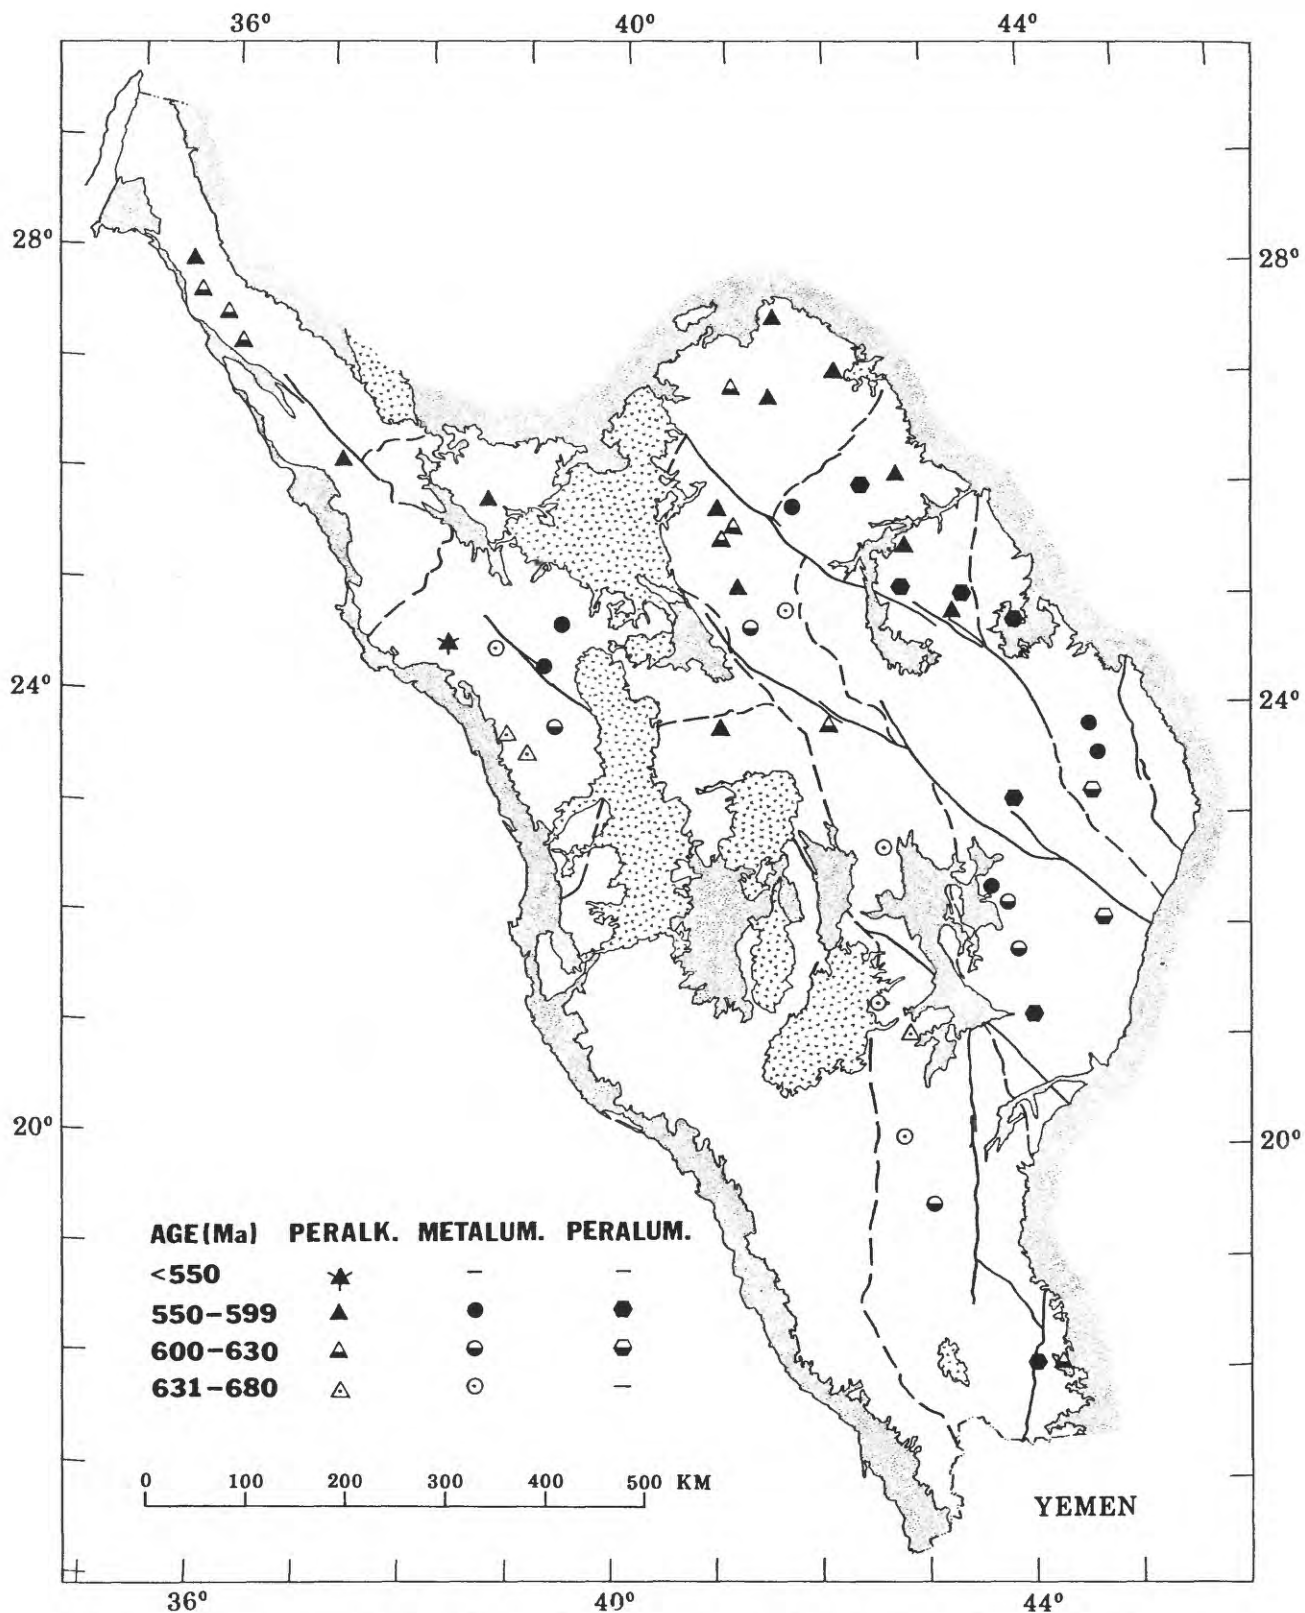 36° 40° 44°
28° 28°
24° 24°
20° 20°
AGE(Ma) PERALK. METALUM. PERALUM.
<550 – –
550–599
600–630
631–680 –
0 100 200 300 400 500 KM
YEMEN
36° 40° 44°